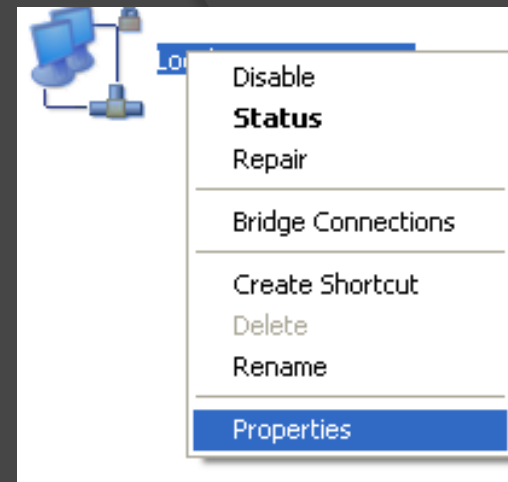 Disable
Status
Repair
Bridge Connections
Create Shortcut
Delete
Rename
Properties